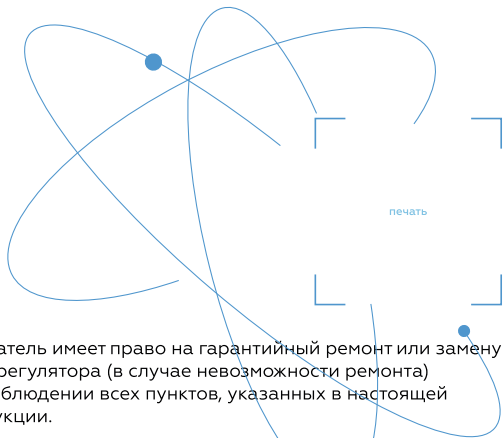 печать
атель имеет право на гарантийный ремонт или замену
регулятора (в случае невозможности ремонта)
блюдении всех пунктов, указанных в настоящей
укции.